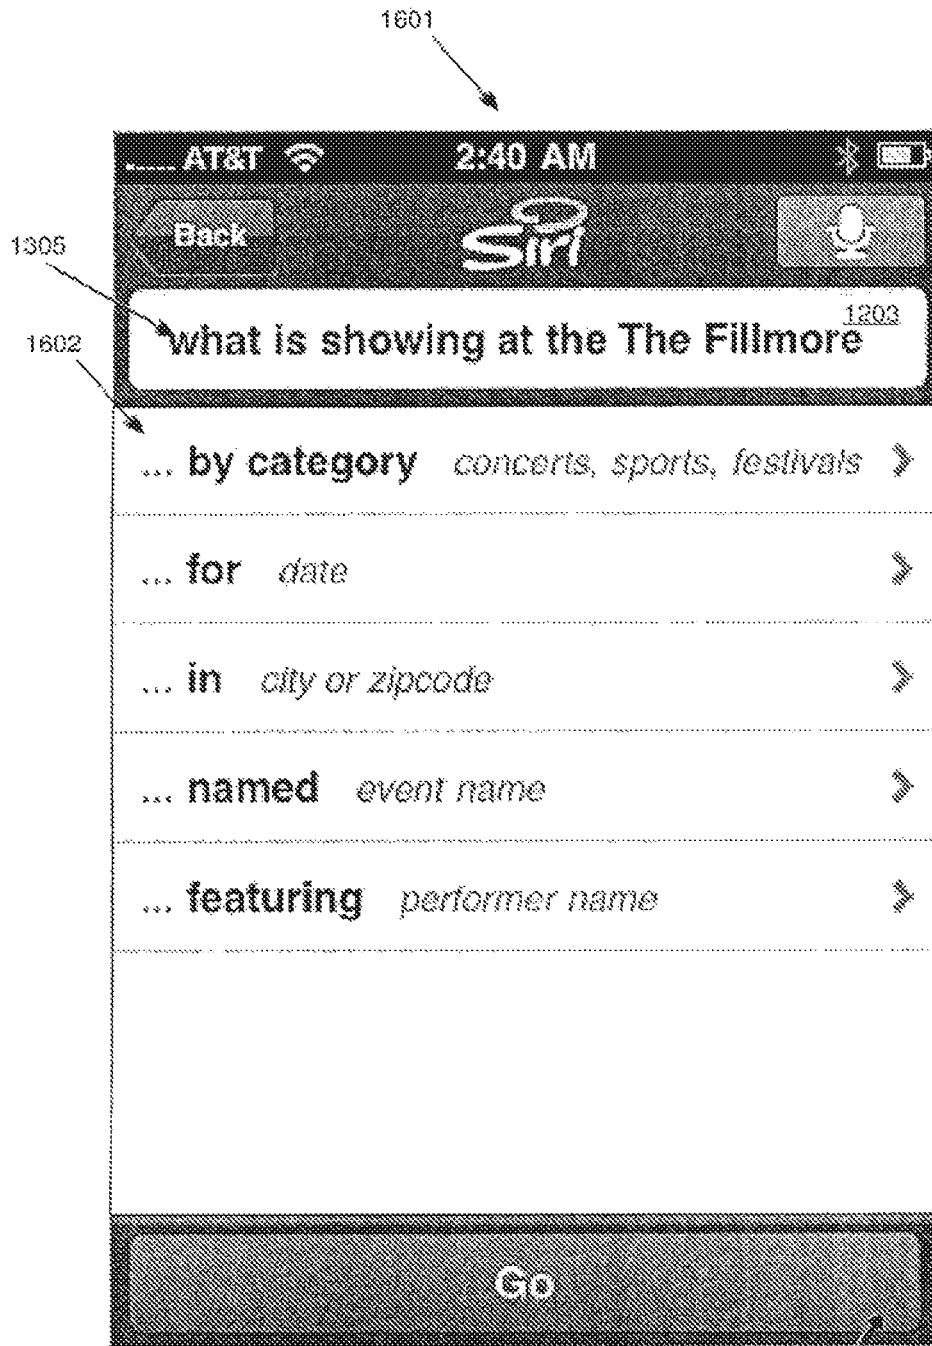 1601
..... AT&T 2:40 AM
1305
Back Siri
1203
what is showing at the The Fillmore
1602
... by category concerts, sports, festivals
... for date
... in city or zipcode
... named event name
... featuring performer name
Go